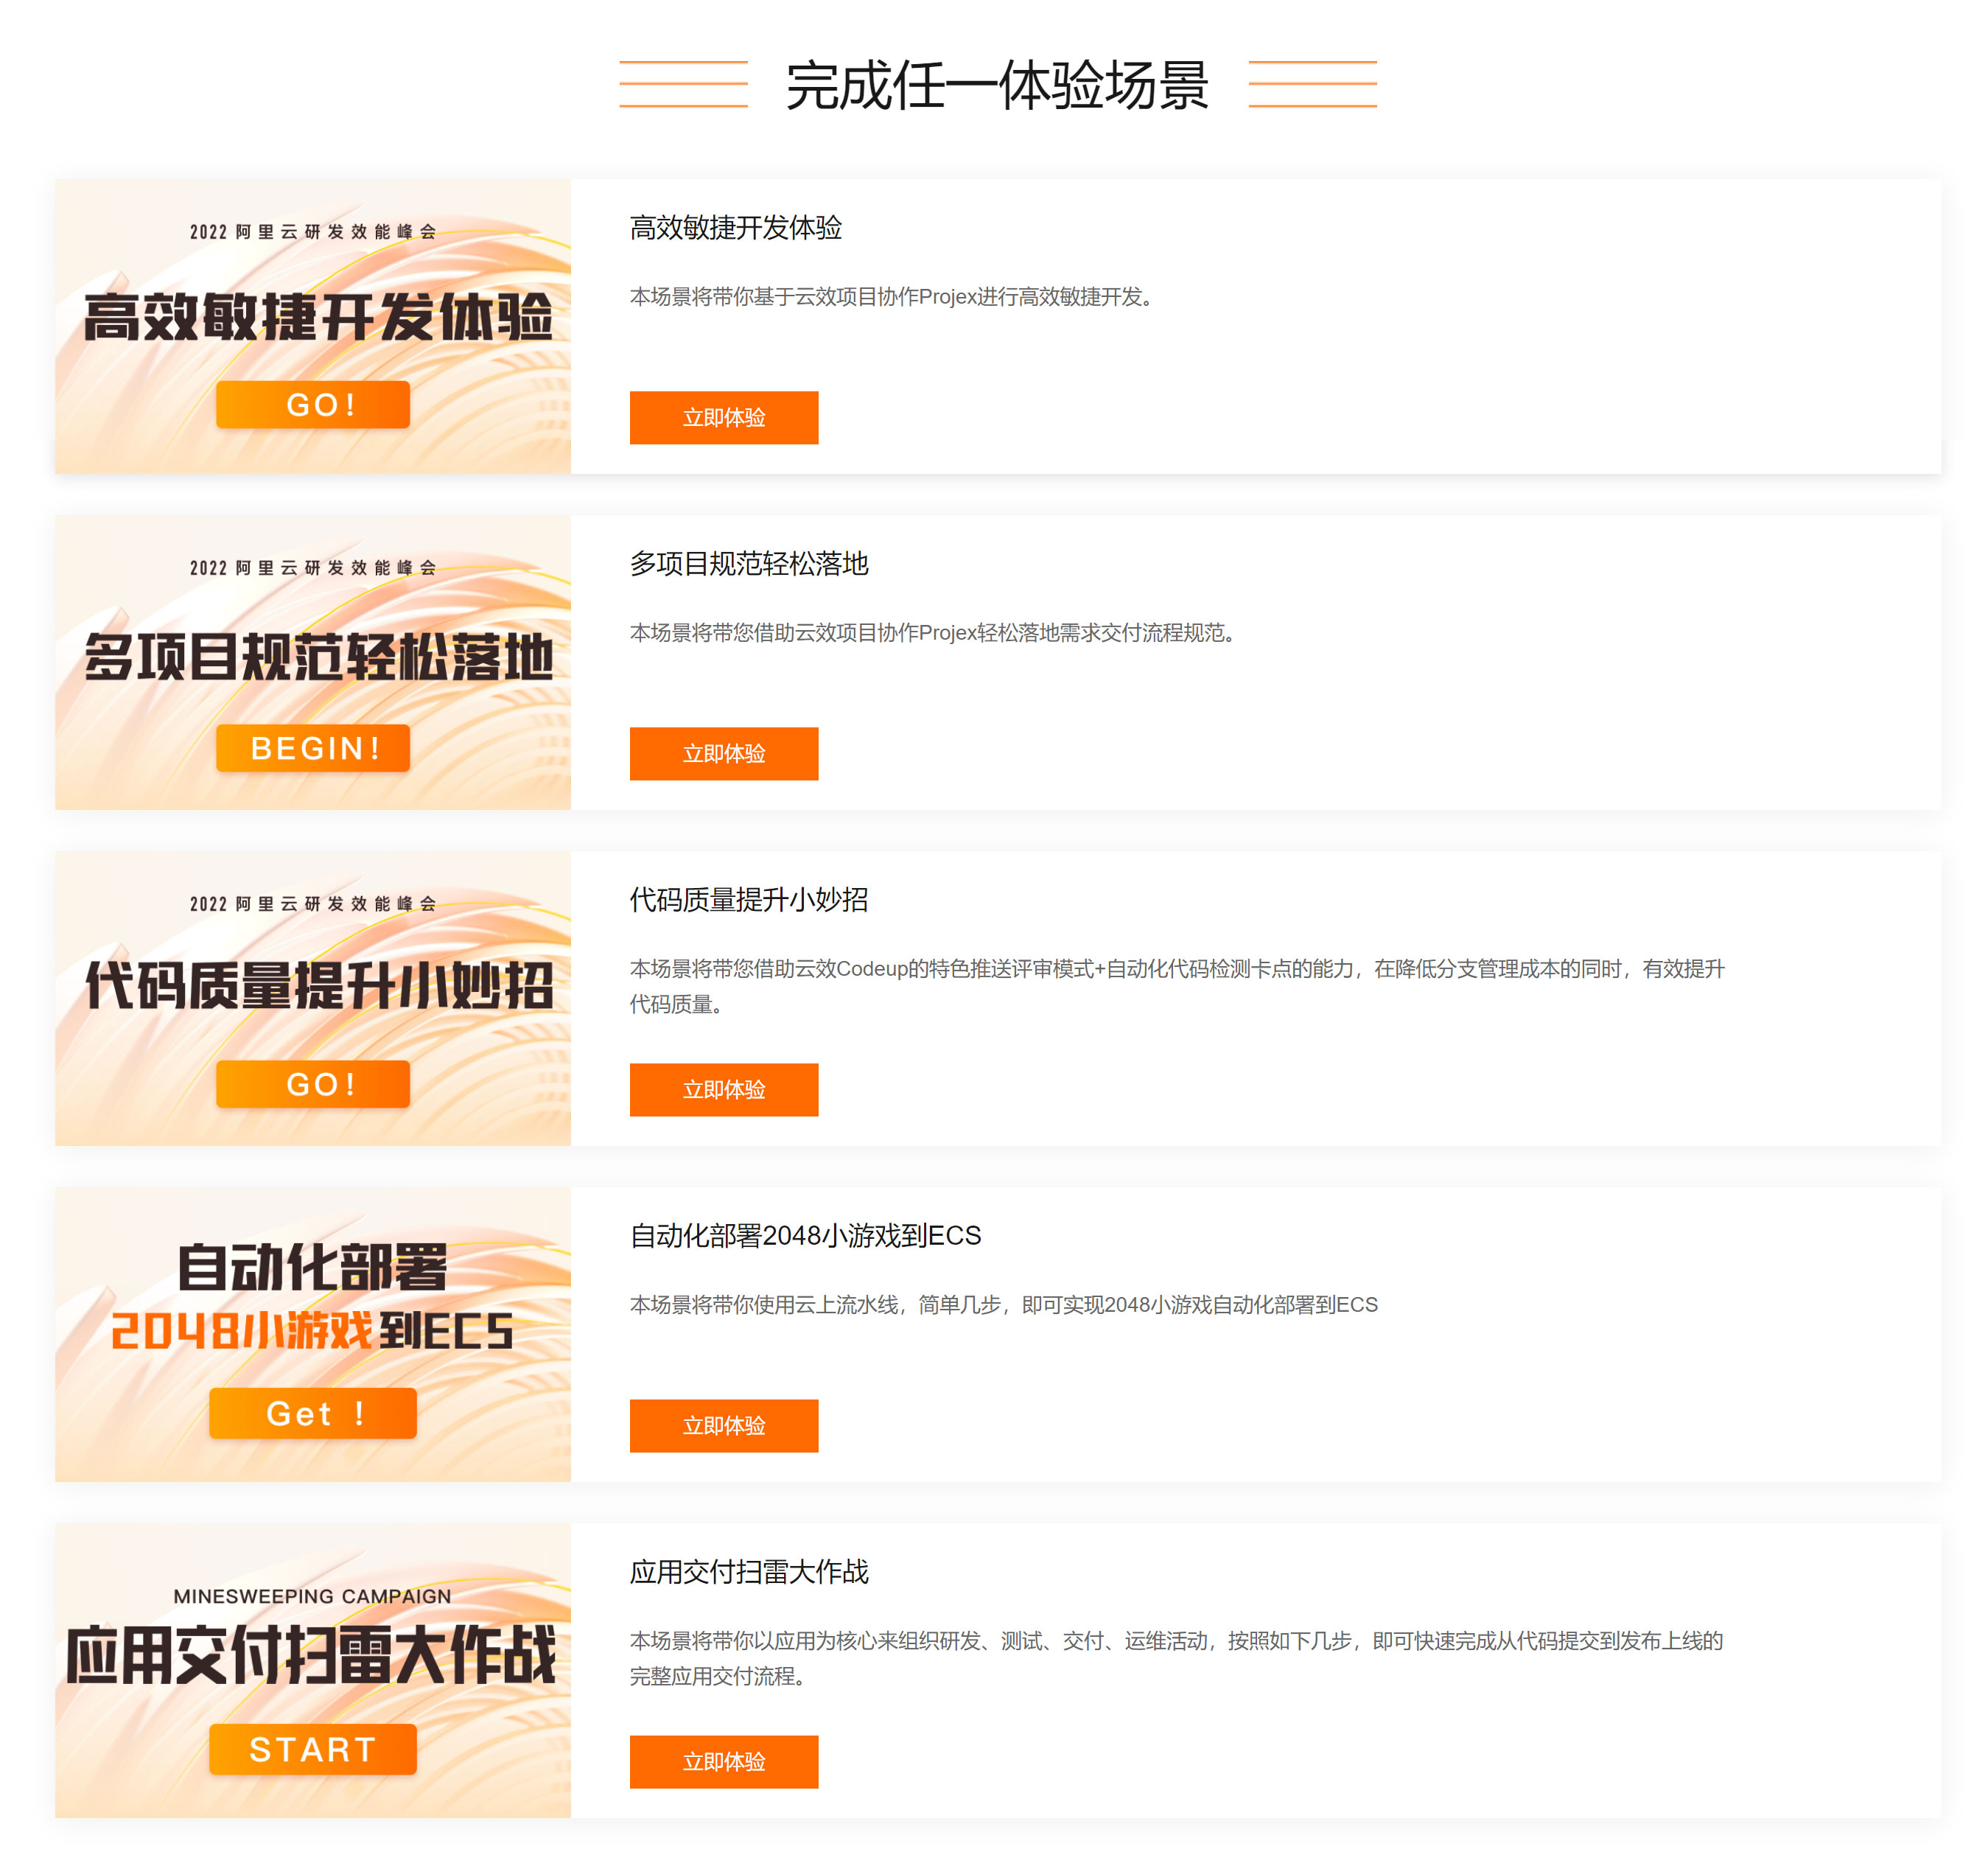 完成任一体验场景
2022 阿里云研发效能峰会
高效敏捷开发体验
GO!
高效敏捷开发体验
本场景将带你基于云效项目协作Projex进行高效敏捷开发。
立即体验
2022 阿里云研发效能峰会
多项目规范轻松落地
BEGIN!
多项目规范轻松落地
本场景将带您借助云效项目协作Projex轻松落地需求交付流程规范。
立即体验
2022 阿里云研发效能峰会
代码质量提升小妙招
GO!
代码质量提升小妙招
本场景将带您借助云效Codeup的特色推送评审模式+自动化代码检测卡点的能力，在降低分支管理成本的同时，有效提升
代码质量。
立即体验
自动化部署
2048小游戏到ECS
Get !
自动化部署2048小游戏到ECS
本场景将带你使用云上流水线，简单几步，即可实现2048小游戏自动化部署到ECS
立即体验
MINESWEEPING CAMPAIGN
应用交付扫雷大作战
START
应用交付扫雷大作战
本场景将带你以应用为核心来组织研发、测试、交付、运维活动，按照如下几步，即可快速完成从代码提交到发布上线的
完整应用交付流程。
立即体验